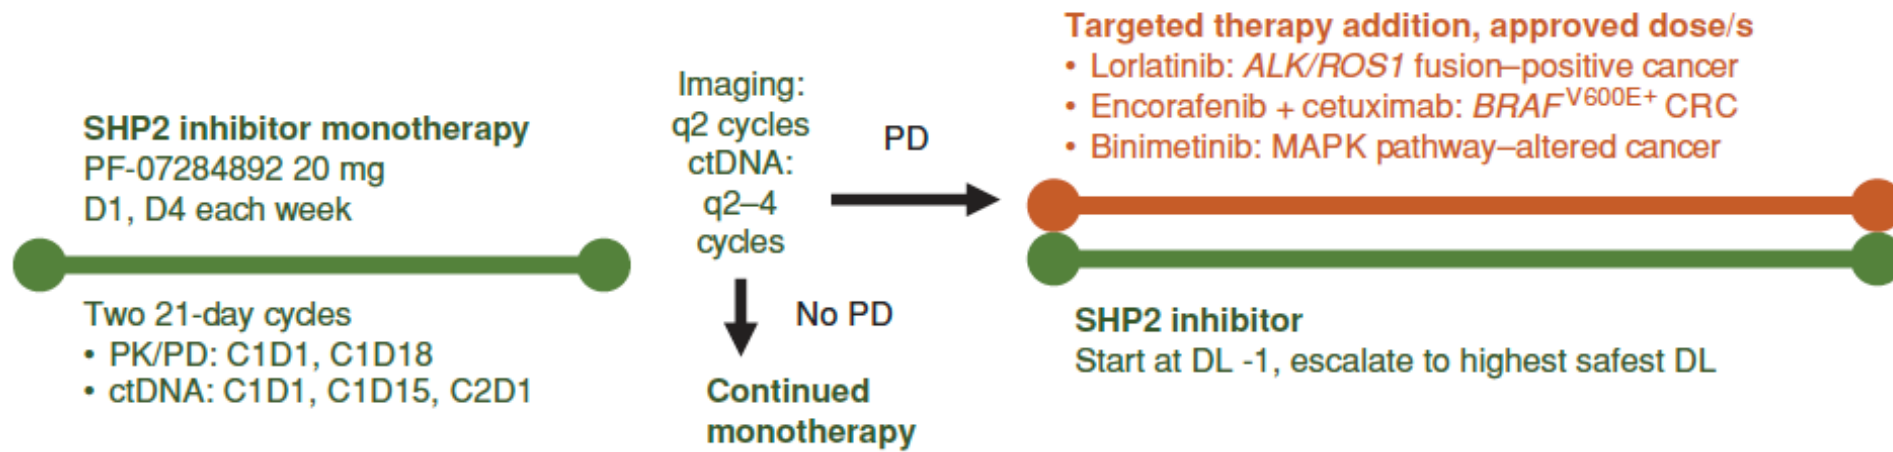 SHP2 inhibitor monotherapy
PF-07284892 20 mg
D1, D4 each week
Two 21-day cycles
• PK/PD: C1D1, C1D18
• ctDNA: C1D1, C1D15, C2D1
Imaging:
q2 cycles
ctDNA:
q2–4
cycles
PD
No PD
Continued
monotherapy
Targeted therapy addition, approved dose/s
• Lorlatinib: ALK/ROS1 fusion–positive cancer
• Encorafenib + cetuximab: BRAF V600E+ CRC
• Binimetinib: MAPK pathway–altered cancer
SHP2 inhibitor
Start at DL -1, escalate to highest safest DL